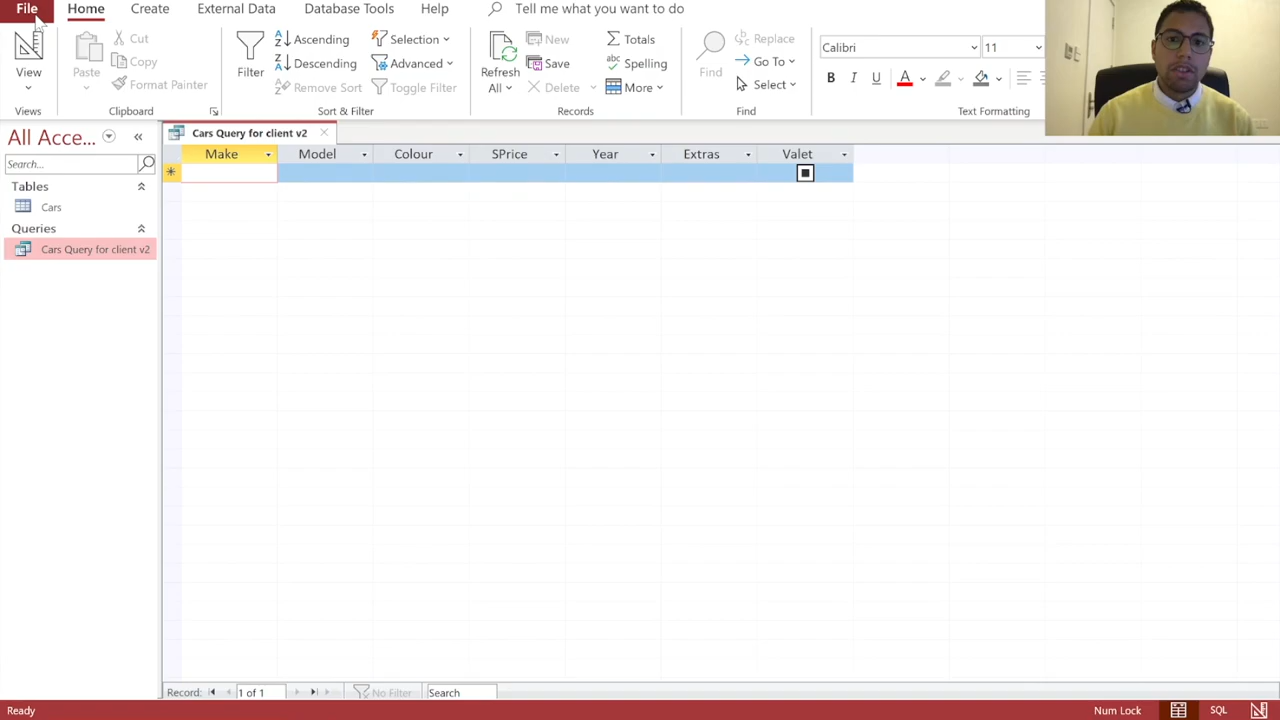 File Home Create External Data Database Tools Help Tell me what you want to do
View Paste Cut Copy Format Painter
Filter Ascending Descending Remove Sort Selection Advanced Toggle Filter
Refresh All New Save Delete Totals Spelling More
Find Replace Go To Select
Calibri 11
B I U A
Views Clipboard Sort & Filter Records Find Text Formatting
All Acce... Cars Query for client v2
Search...
Make Model Colour SPrice Year Extras Valet
Tables
Cars
Queries
Cars Query for client v2
Record: 1 of 1 No Filter Search
Ready Num Lock SQL